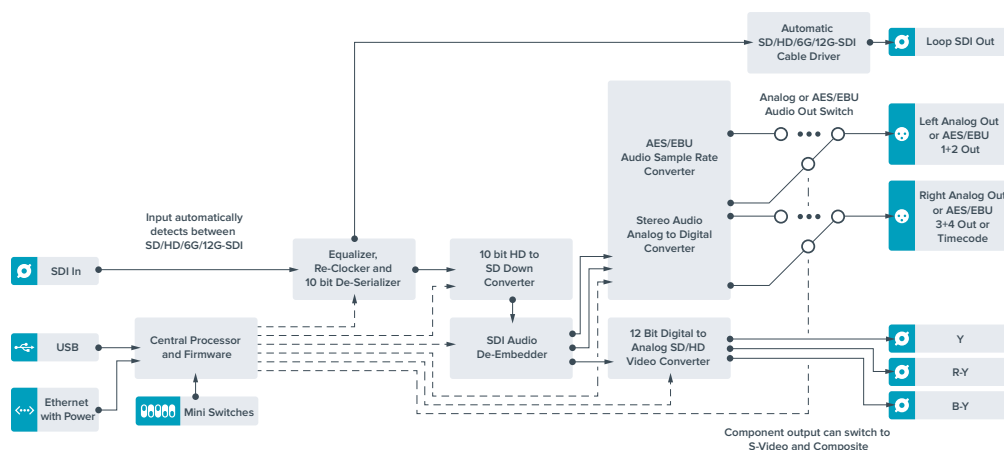 Automatic
SD/HD/6G/12G-SDI
Cable Driver
Loop SDI Out
Analog or AES/EBU
Audio Out Switch
AES/EBU
Audio Sample Rate
Converter
Left Analog Out
or AES/EBU
1+2 Out
Stereo Audio
Analog to Digital
Converter
Right Analog Out
or AES/EBU
3+4 Out or
Timecode
Input automatically
detects between
SD/HD/6G/12G-SDI
SDI In
Equalizer,
Re-Clocker and
10 bit De-Serializer
10 bit HD to
SD Down
Converter
USB
Central Processor
and Firmware
SDI Audio
De-Embedder
12 Bit Digital to
Analog SD/HD
Video Converter
Y
R-Y
B-Y
Ethernet
with Power
Mini Switches
Component output can switch to
S-Video and Composite